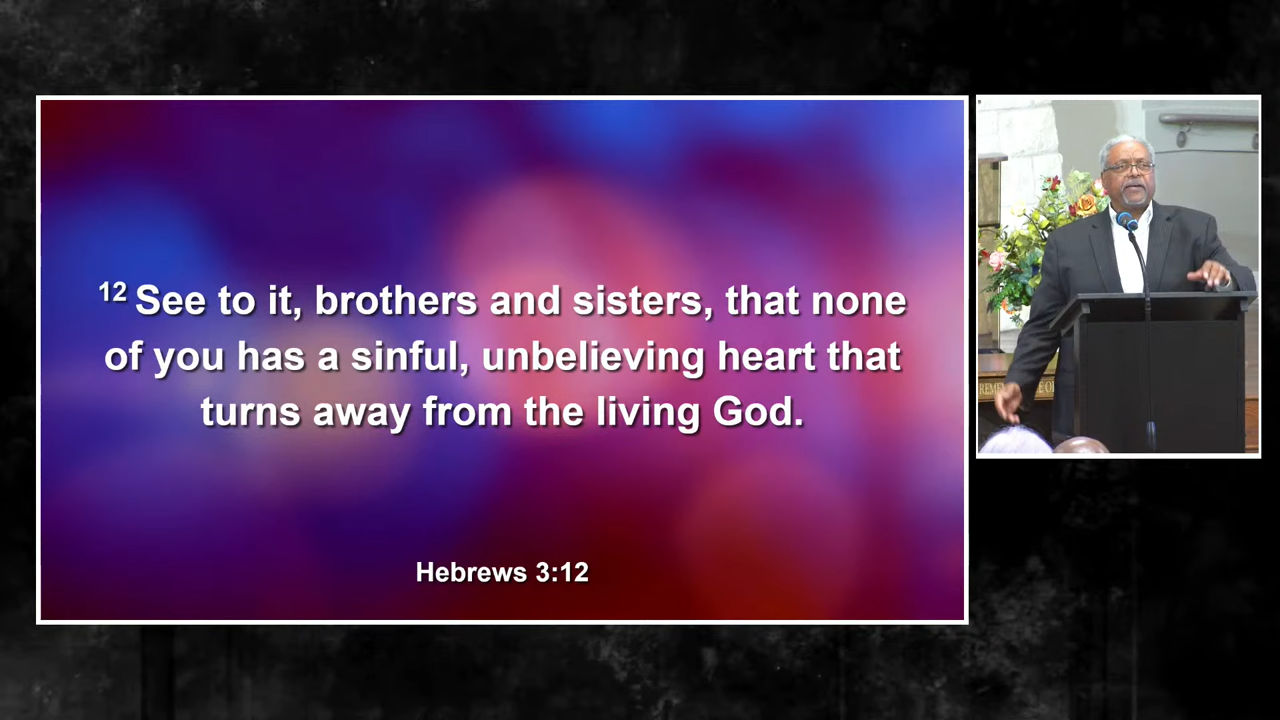 12 See to it, brothers and sisters, that none
of you has a sinful, unbelieving heart that
turns away from the living God.
Hebrews 3:12